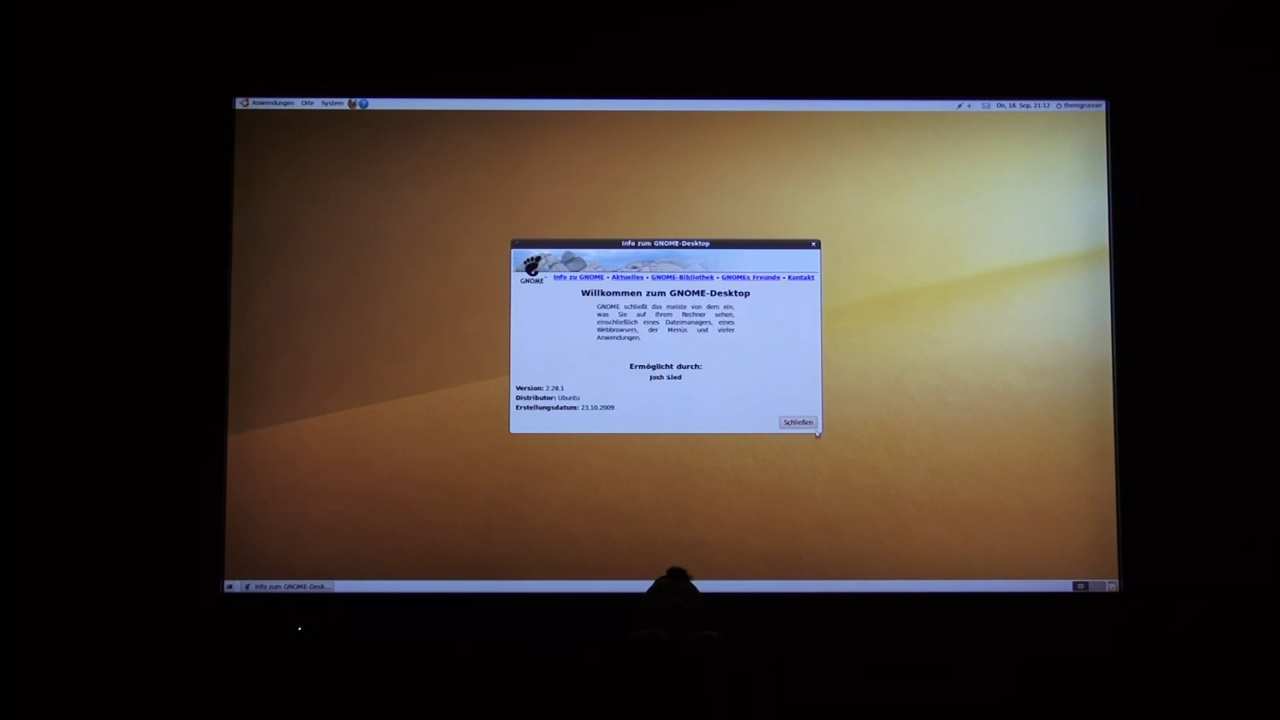 Anwendungen Orte System
Do, 18. Sep, 21:12 theregrunner
Info zum GNOME-Desktop
GNOME
Info zu GNOME • Aktuelles • GNOME-Bibliothek • GNOMEs Freunde • Kontakt
Willkommen zum GNOME-Desktop
GNOME schließt das meiste von dem ein,
was Sie auf Ihrem Rechner sehen,
einschließlich eines Dateimanagers, eines
Webbrowsers, der Menüs und vieler
Anwendungen.
Ermöglicht durch:
Josh Sled
Version: 2.28.1
Distributor: Ubuntu
Erstellungsdatum: 23.10.2009
Schließen
Info zum GNOME-Desk...